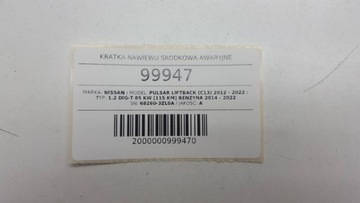 KRATKA NAWIEWU ŚRODKOWA AWARYJNE
99947
MARKA: NISSAN / MODEL: PULSAR LIFTBACK (C13) 2012 - 2022 /
TYP: 1.2 DIG-T 85 KW [115 KM] BENZYNA 2014 - 2022
SN: 68260-3ZL0A / JAKOŚĆ: A
2000000999470